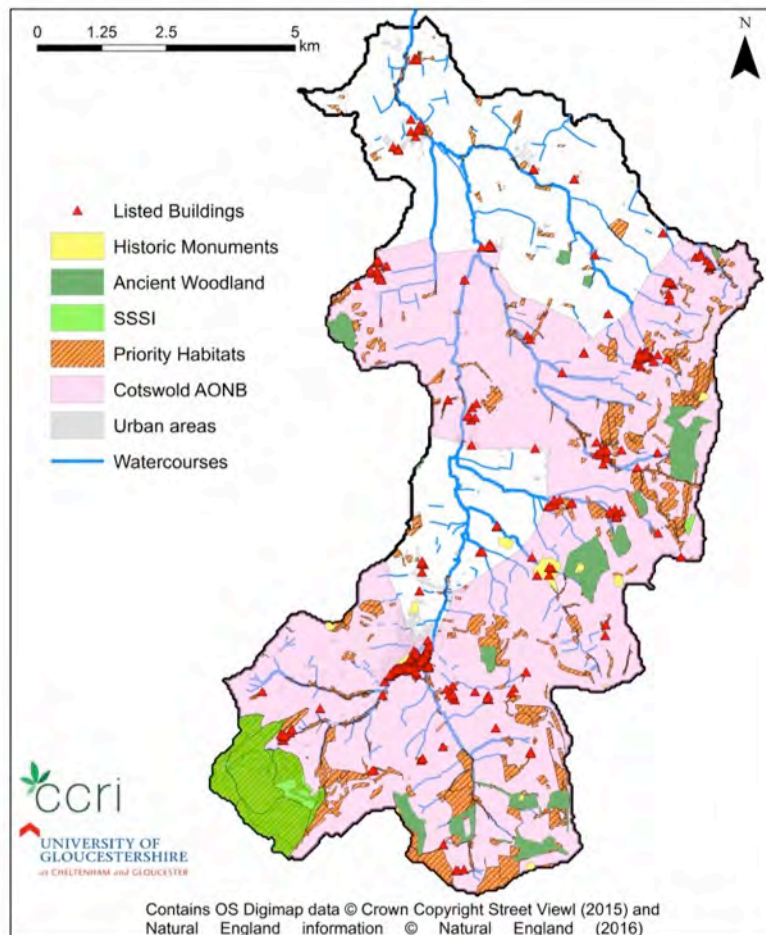 0 1.25 2.5 5
km
N
Listed Buildings
Historic Monuments
Ancient Woodland
SSSI
Priority Habitats
Cotswold AONB
Urban areas
Watercourses
ccri
UNIVERSITY OF
GLOUCESTERSHIRE
at CHELTENHAM and GLOUCESTER
Contains OS Digimap data © Crown Copyright Street Viewl (2015) and
Natural England information © Natural England (2016)